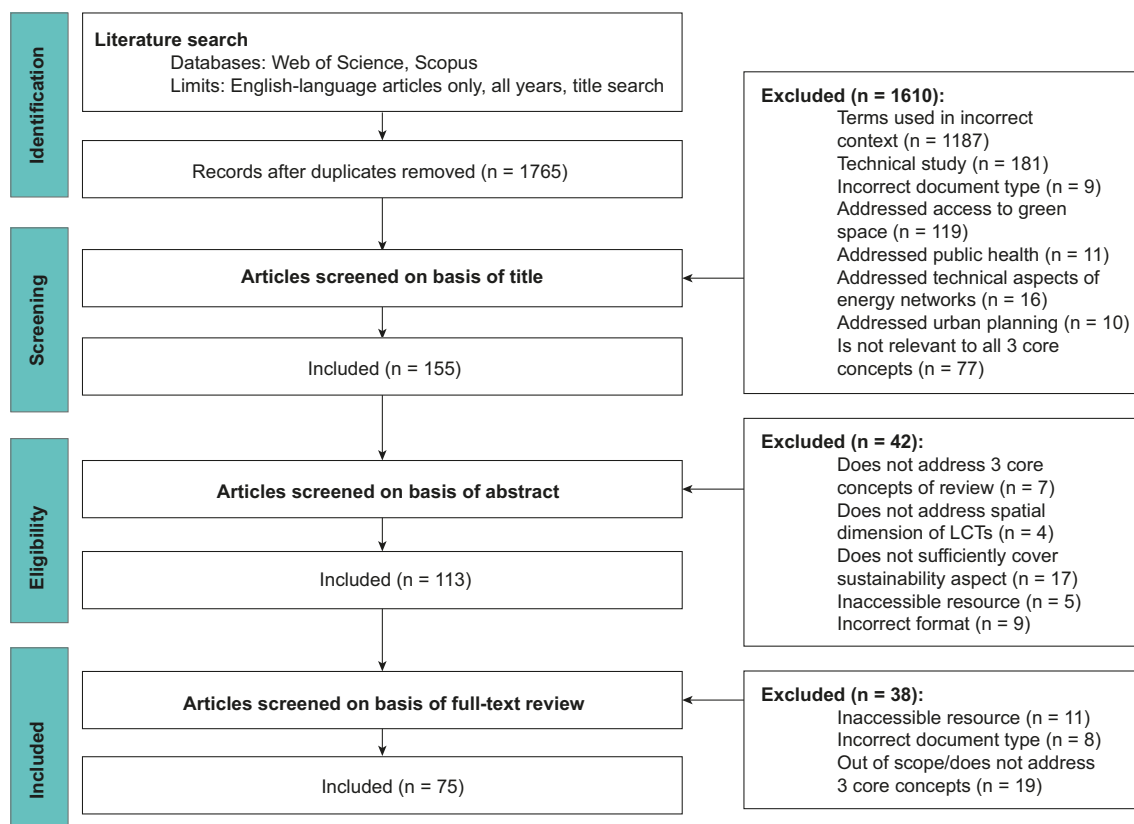 Identification
Literature search
Databases: Web of Science, Scopus
Limits: English-language articles only, all years, title search
Records after duplicates removed (n = 1765)
Screening
Articles screened on basis of title
Included (n = 155)
Excluded (n = 1610):
Terms used in incorrect
context (n = 1187)
Technical study (n = 181)
Incorrect document type (n = 9)
Addressed access to green
space (n = 119)
Addressed public health (n = 11)
Addressed technical aspects of
energy networks (n = 16)
Addressed urban planning (n = 10)
Is not relevant to all 3 core
concepts (n = 77)
Eligibility
Articles screened on basis of abstract
Included (n = 113)
Excluded (n = 42):
Does not address 3 core
concepts of review (n = 7)
Does not address spatial
dimension of LCTs (n = 4)
Does not sufficiently cover
sustainability aspect (n = 17)
Inaccessible resource (n = 5)
Incorrect format (n = 9)
Included
Articles screened on basis of full-text review
Included (n = 75)
Excluded (n = 38):
Inaccessible resource (n = 11)
Incorrect document type (n = 8)
Out of scope/does not address
3 core concepts (n = 19)